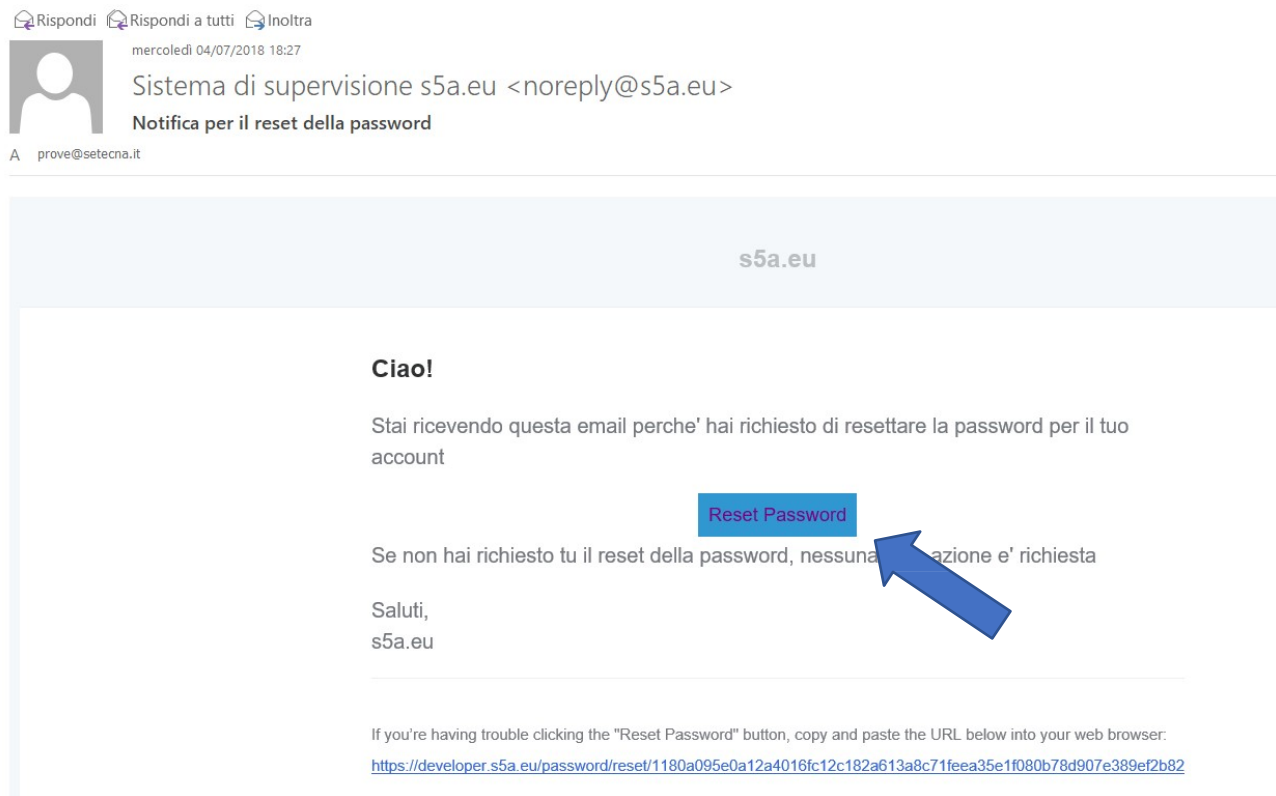 Rispondi Rispondi a tutti Inoltra
mercoledì 04/07/2018 18:27
Sistema di supervisione s5a.eu <noreply@s5a.eu>
Notifica per il reset della password
A prove@setecna.it
s5a.eu
Ciao!
Stai ricevendo questa email perche' hai richiesto di resettare la password per il tuo
account
Reset Password
Se non hai richiesto tu il reset della password, nessuna azione e' richiesta
Saluti,
s5a.eu
If you're having trouble clicking the "Reset Password" button, copy and paste the URL below into your web browser:
https://developer.s5a.eu/password/reset/1180a095e0a12a4016fc12c182a613a8c71feea35e1f080b78d907e389ef2b82